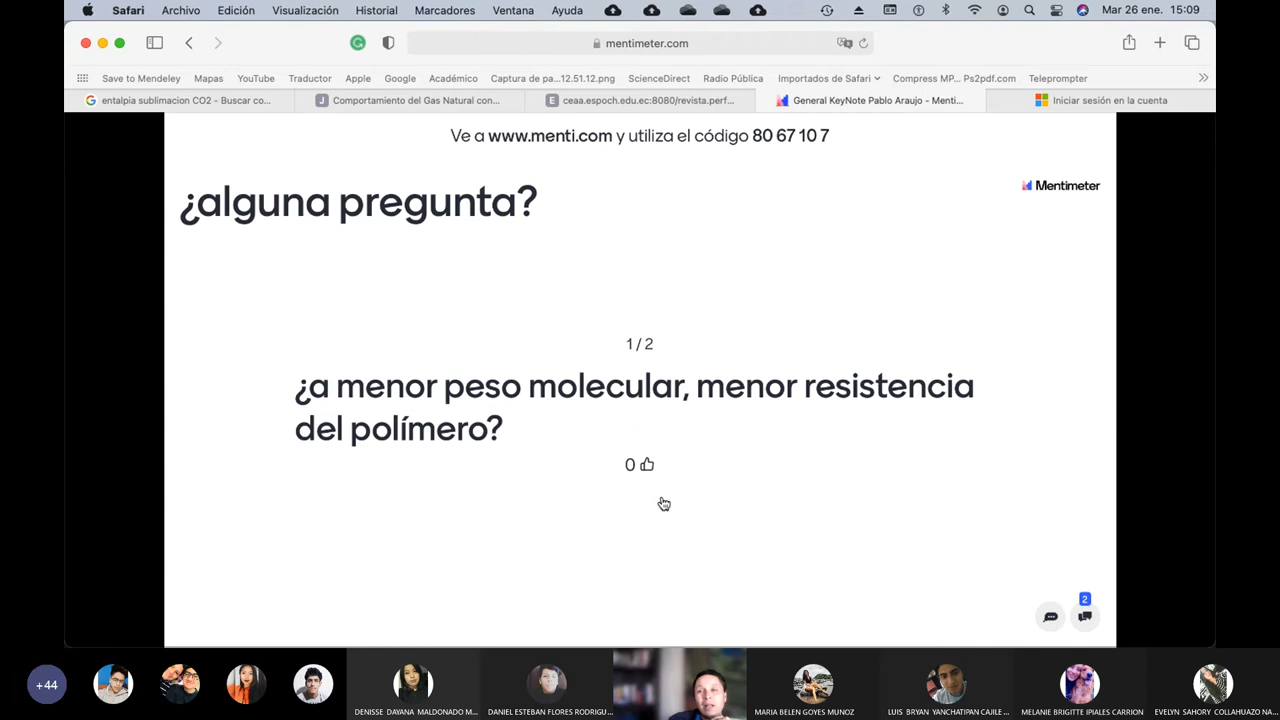 Safari Archivo Edición Visualización Historial Marcadores Ventana Ayuda Mar 26 ene. 15:09
mentimeter.com
Save to Mendeley Mapas YouTube Traductor Apple Google Académico Captura de pa...12.51.12.png ScienceDirect Radio Pública Importados de Safari Compress MP... Ps2pdf.com Teleprompter
entalpia sublimacion CO2 - Buscar co... Comportamiento del Gas Natural con... ceaa.espoch.edu.ec:8080/revista.perf... General KeyNote Pablo Araujo - Menti... Iniciar sesión en la cuenta
Ve a www.menti.com y utiliza el código 80 67 10 7
Mentimeter
¿alguna pregunta?
1 / 2
¿a menor peso molecular, menor resistencia
del polímero?
0
2
+44
DENISSE DAYANA MALDONADO M... DANIEL ESTEBAN FLORES RODRIGU... MARIA BELEN GOYES MUNOZ LUIS BRYAN YANCHATIPAN CAJILE... MELANIE BRIGITTE IPIALES CARRION EVELYN SAHORY COLLAHUAZO NA...